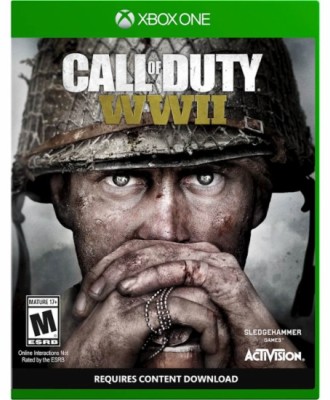 XBOX ONE
CALL OF DUTY
WWII
MATURE 17+
M
ESRB
Online Interactions Not
Rated by the ESRB
SLEDGEHAMMER
GAMES
ACTIVISION
REQUIRES CONTENT DOWNLOAD